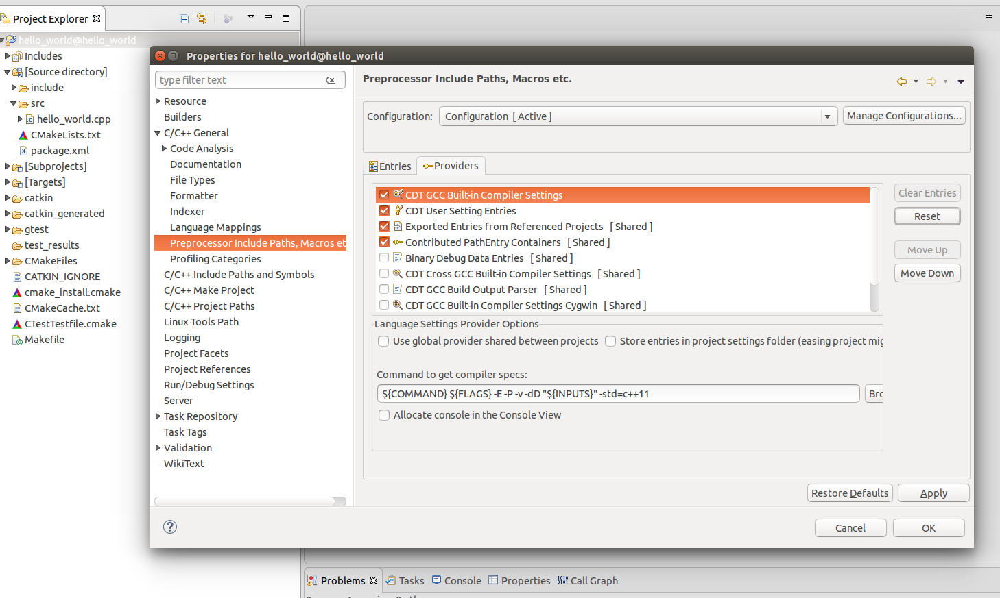 Project Explorer
hello_world@hello_world
Includes
[Source directory]
include
src
hello_world.cpp
CMakeLists.txt
package.xml
[Subprojects]
[Targets]
catkin
catkin_generated
gtest
test_results
CMakeFiles
CATKIN_IGNORE
cmake_install.cmake
CMakeCache.txt
CTestTestfile.cmake
Makefile
Properties for hello_world@hello_world
type filter text
Resource
Builders
C/C++ General
Code Analysis
Documentation
File Types
Formatter
Indexer
Language Mappings
Preprocessor Include Paths, Macros et
Profiling Categories
C/C++ Include Paths and Symbols
C/C++ Make Project
C/C++ Project Paths
Linux Tools Path
Logging
Project Facets
Project References
Run/Debug Settings
Server
Task Repository
Task Tags
Validation
WikiText
Preprocessor Include Paths, Macros etc.
Configuration: Configuration [ Active ] Manage Configurations...
Entries Providers
CDT GCC Built-in Compiler Settings
CDT User Setting Entries
Exported Entries from Referenced Projects [ Shared ]
Contributed PathEntry Containers [ Shared ]
Binary Debug Data Entries [ Shared ]
CDT Cross GCC Built-in Compiler Settings [ Shared ]
CDT GCC Build Output Parser [ Shared ]
CDT GCC Built-in Compiler Settings Cygwin [ Shared ]
Clear Entries
Reset
Move Up
Move Down
Language Settings Provider Options
Use global provider shared between projects Store entries in project settings folder (easing project mig
Command to get compiler specs:
${COMMAND} ${FLAGS} -E -P -v -dD "${INPUTS}" -std=c++11 Bro
Allocate console in the Console View
Restore Defaults Apply
Cancel OK
Problems Tasks Console Properties Call Graph